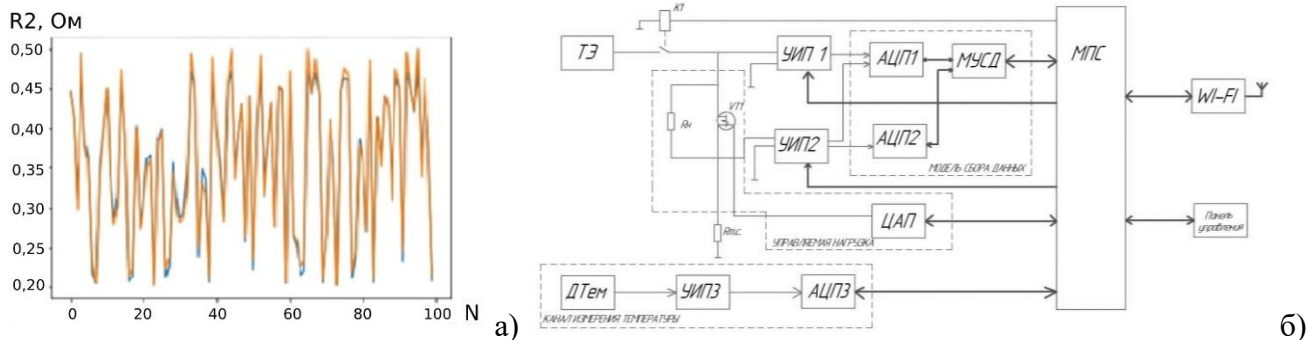 R2, Ом
0,50
0,45
0,40
0,35
0,30
0,25
0,20
0
20
40
60
80
100
N
а)
K1
ТЭ
УИП 1
АЦП1
МУСД
МПС
WI-FI
VT1
Rн
УИП2
АЦП2
МОДЕЛЬ СБОРА ДАННЫХ
ЦАП
УПРАВЛЯЕМАЯ НАГРУЗКА
Панель
управления
Rт.с
ДТем
УИП3
АЦП3
КАНАЛ ИЗМЕРЕНИЯ ТЕМПЕРАТУРЫ
б)